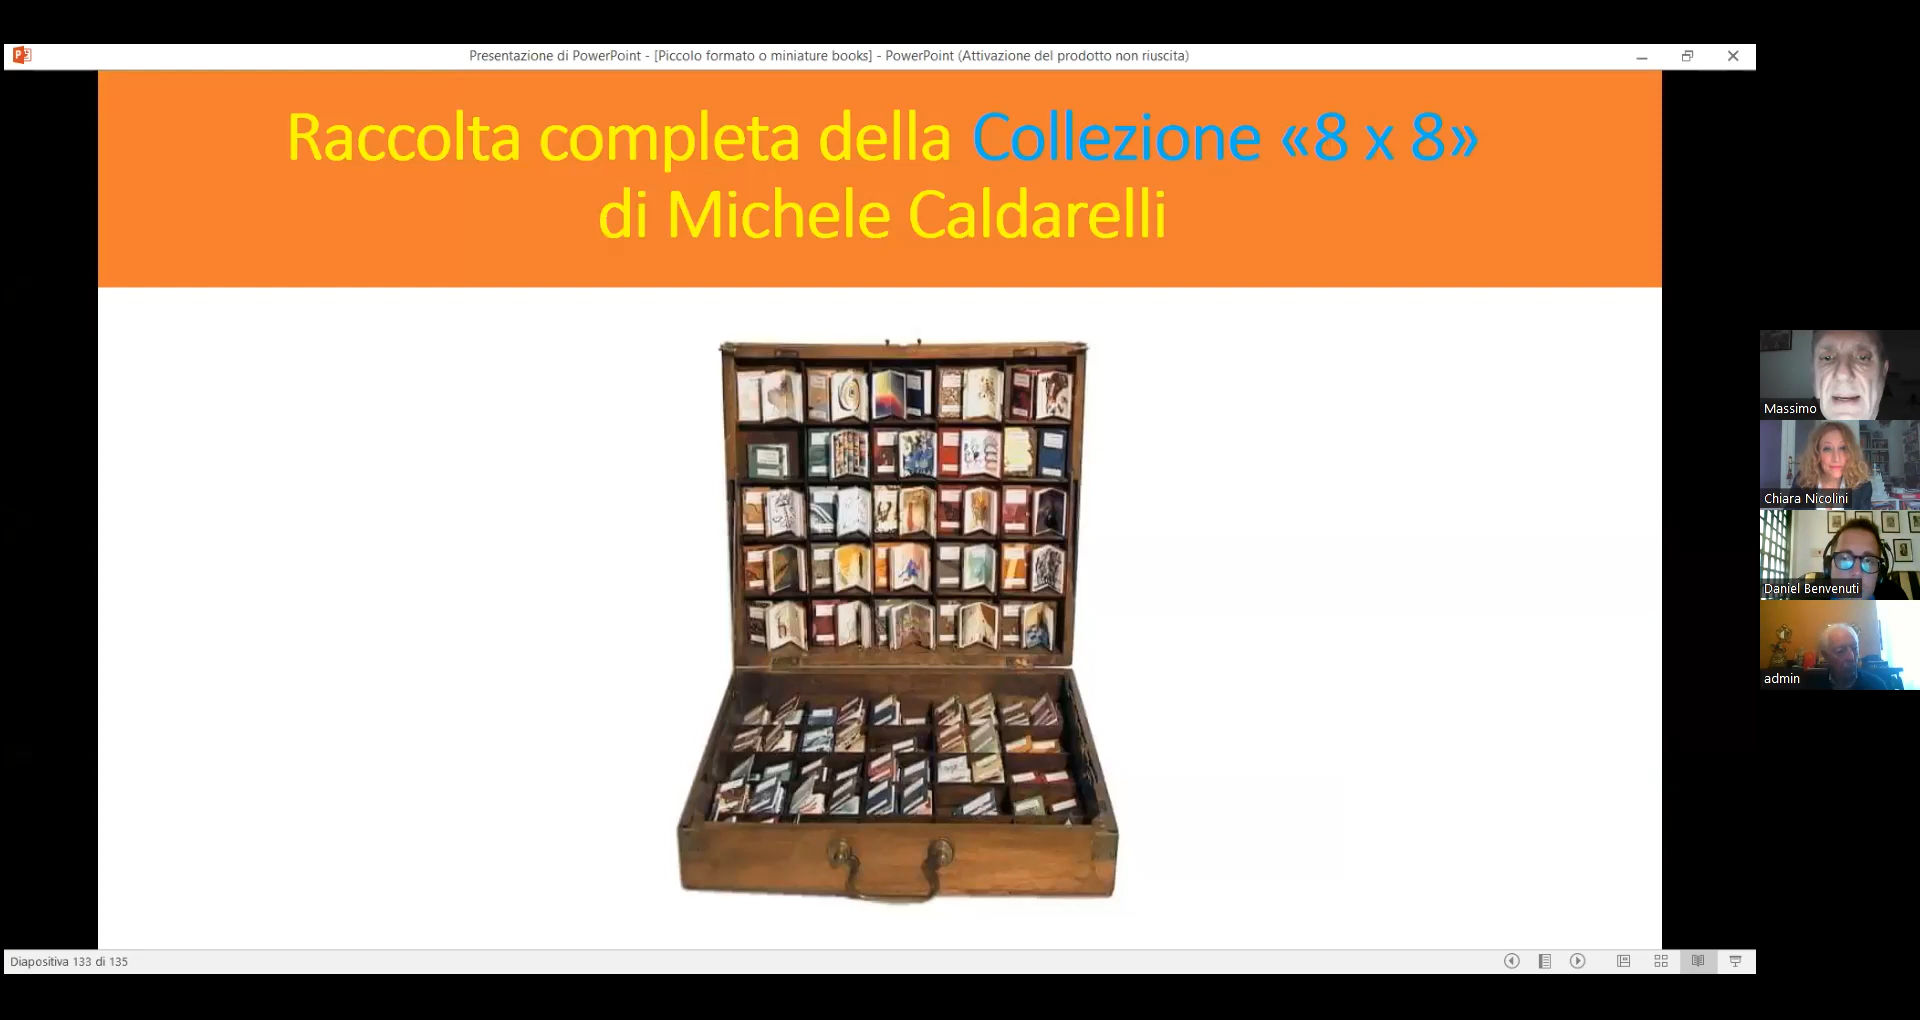 Presentazione di PowerPoint - [Piccolo formato o miniature books] - PowerPoint (Attivazione del prodotto non riuscita)
Raccolta completa della Collezione «8 x 8»
di Michele Caldarelli
Massimo
Chiara Nicolini
Daniel Benvenuti
admin
Diapositiva 133 di 135